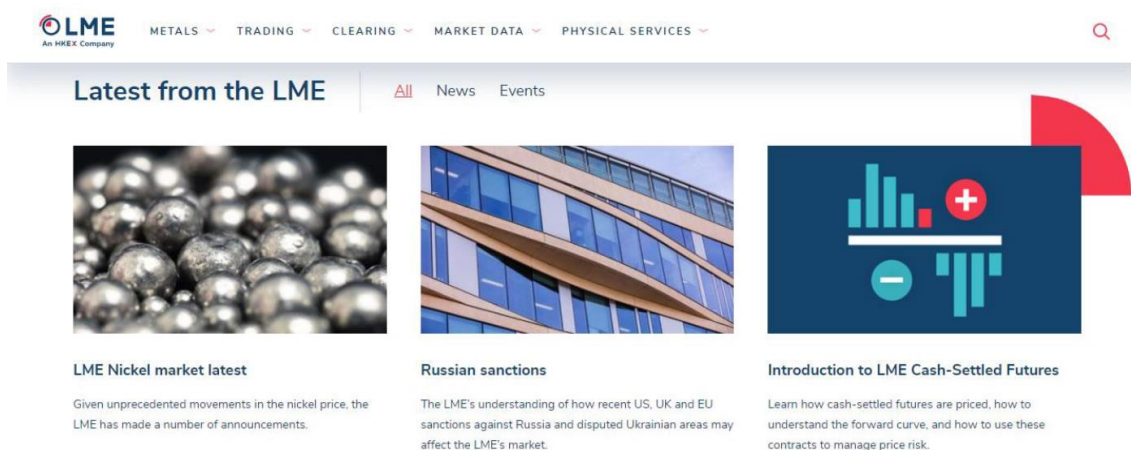 LME
An HKEX Company
METALS
TRADING
CLEARING
MARKET DATA
PHYSICAL SERVICES
Latest from the LME
All
News
Events
LME Nickel market latest
Given unprecedented movements in the nickel price, the
LME has made a number of announcements.
Russian sanctions
The LME's understanding of how recent US, UK and EU
sanctions against Russia and disputed Ukrainian areas may
affect the LME's market.
Introduction to LME Cash-Settled Futures
Learn how cash-settled futures are priced, how to
understand the forward curve, and how to use these
contracts to manage price risk.